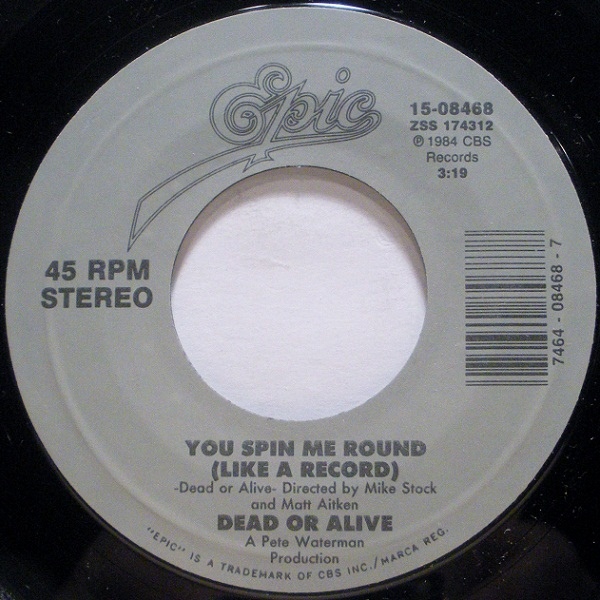 Epic
15-08468
ZSS 174312
℗ 1984 CBS
Records
3:19
45 RPM
STEREO
7464 - 08468 - 7
YOU SPIN ME ROUND
(LIKE A RECORD)
-Dead or Alive- Directed by Mike Stock
and Matt Aitken
DEAD OR ALIVE
A Pete Waterman
Production
"EPIC" IS A TRADEMARK OF CBS INC./MARCA REG.